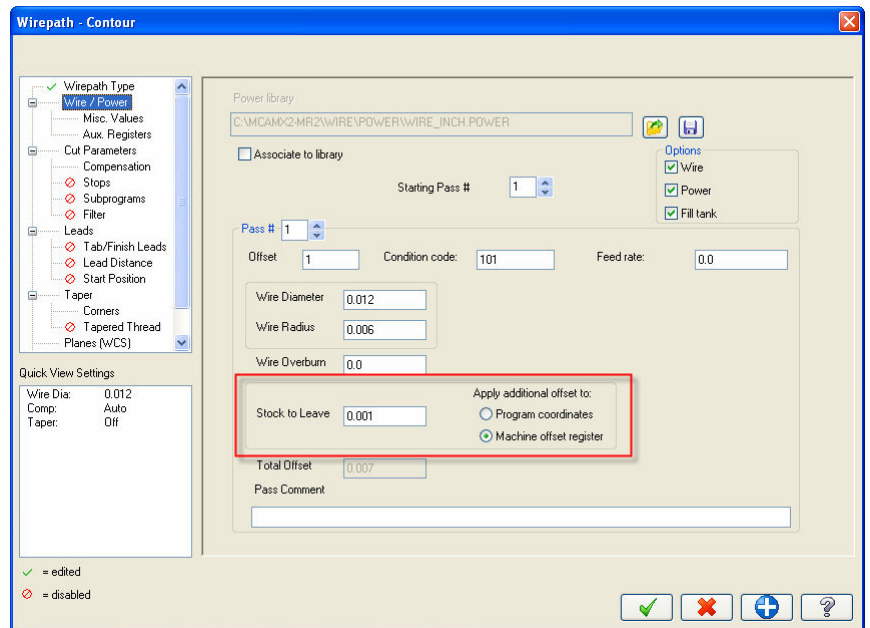 Wirepath - Contour
Wirepath Type
Wire / Power
Misc. Values
Aux. Registers
Cut Parameters
Compensation
Stops
Subprograms
Filter
Leads
Tab/Finish Leads
Lead Distance
Start Position
Taper
Corners
Tapered Thread
Planes (WCS)
Quick View Settings
Wire Dia: 0.012
Comp: Auto
Taper: Off
= edited
= disabled
Power library
C:\MCAMX2-MR2\WIRE\POWER\WIRE_INCH.POWER
Associate to library
Starting Pass # 1
Options
Wire
Power
Fill tank
Pass # 1
Offset 1 Condition code: 101 Feed rate: 0.0
Wire Diameter 0.012
Wire Radius 0.006
Wire Overburn 0.0
Stock to Leave 0.001
Apply additional offset to:
Program coordinates
Machine offset register
Total Offset 0.007
Pass Comment